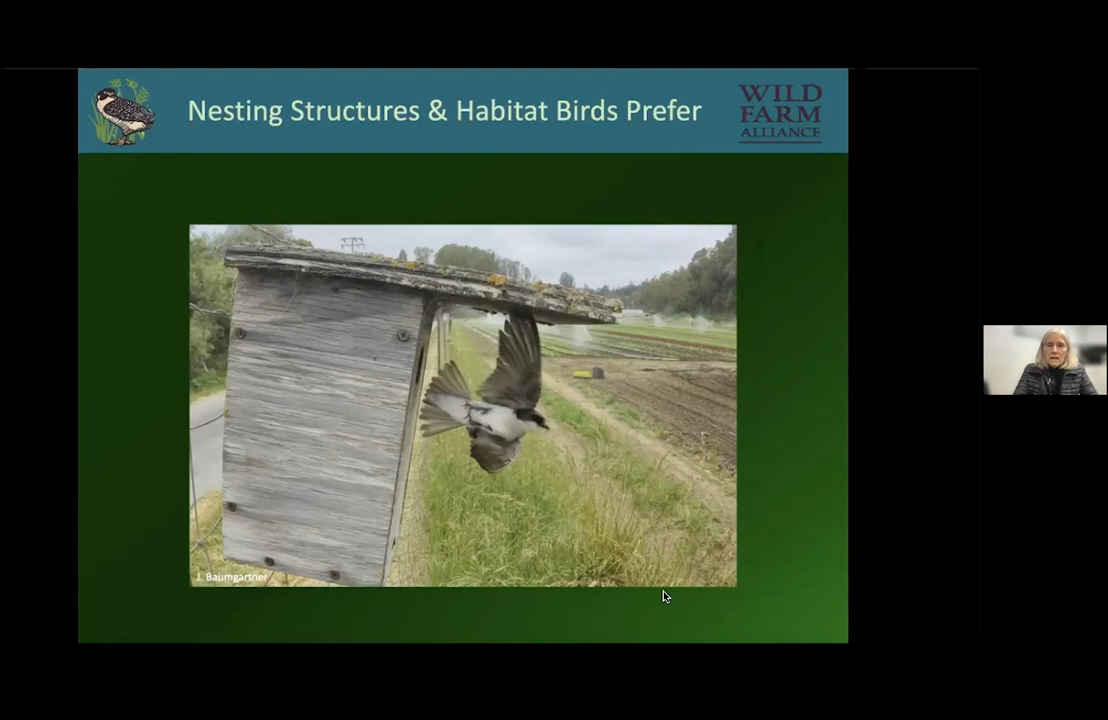 Nesting Structures & Habitat Birds Prefer
WILD
FARM
ALLIANCE
J. Baumgartner